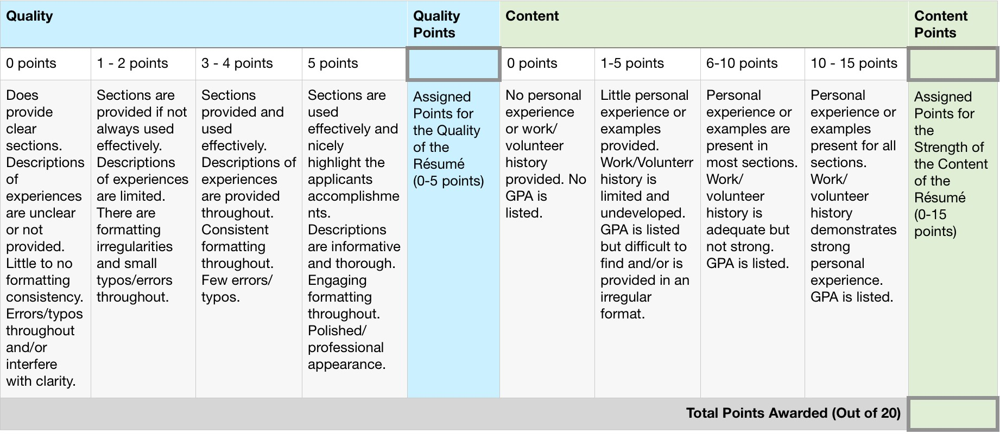 Quality
Quality
Points
Content
Content
Points
0 points
1 - 2 points
3 - 4 points
5 points
0 points
1-5 points
6-10 points
10 - 15 points
Does
provide
clear
sections.
Descriptions
of
experiences
are unclear
or not
provided.
Little to no
formatting
consistency.
Errors/typos
throughout
and/or
interfere
with clarity.
Sections are
provided if not
always used
effectively.
Descriptions
of experiences
are limited.
There are
formatting
irregularities
and small
typos/errors
throughout.
Sections
provided and
used
effectively.
Descriptions of
experiences
are provided
throughout.
Consistent
formatting
throughout.
Few errors/
typos.
Sections are
used
effectively and
nicely
highlight the
applicants
accomplishme
nts.
Descriptions
are informative
and thorough.
Engaging
formatting
throughout.
Polished/
professional
appearance.
Assigned
Points for
the Quality
of the
Résumé
(0-5 points)
No personal
experience
or work/
volunteer
history
provided. No
GPA is
listed.
Little personal
experience or
examples
provided.
Work/Volunterr
history is
limited and
undeveloped.
GPA is listed
but difficult to
find and/or is
provided in an
irregular
format.
Personal
experience or
examples are
present in
most sections.
Work/
volunteer
history is
adequate but
not strong.
GPA is listed.
Personal
experience or
examples
present for all
sections.
Work/
volunteer
history
demonstrates
strong
personal
experience.
GPA is listed.
Assigned
Points for
the
Strength of
the Content
of the
Résumé
(0-15
points)
Total Points Awarded (Out of 20)